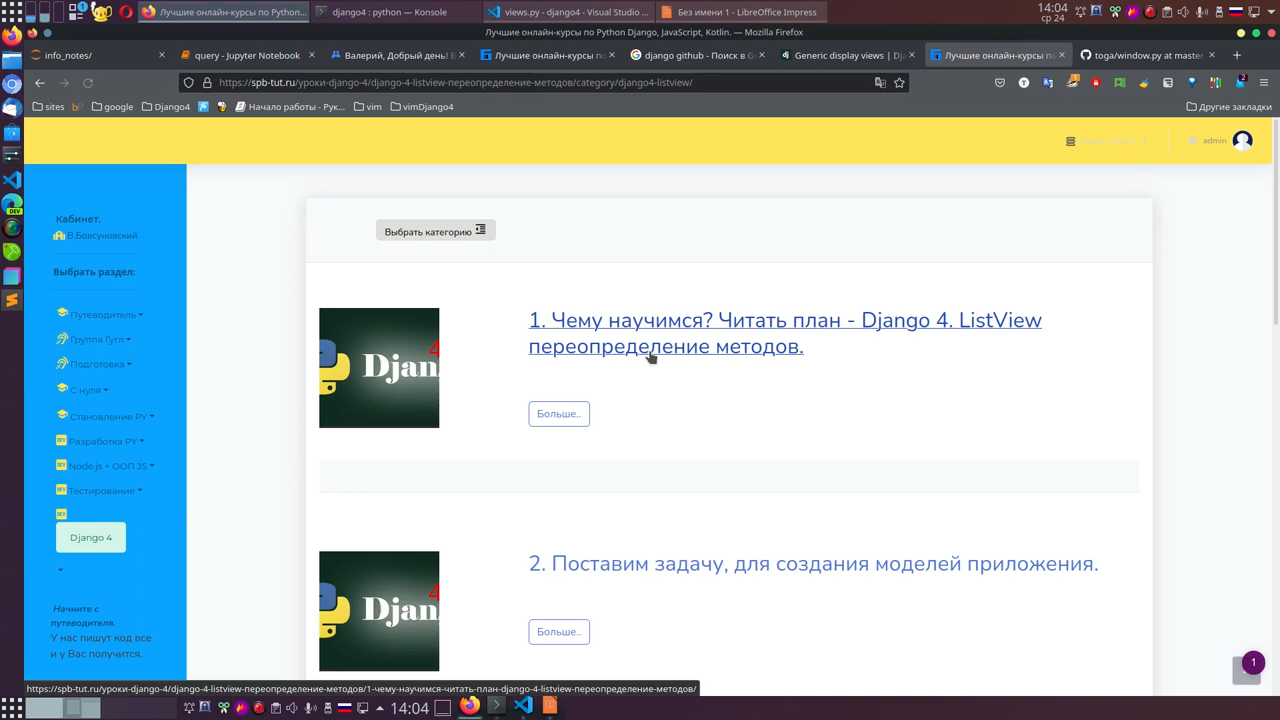 Лучшие онлайн-курсы по Python...
django4 : python — Konsole
views.py - django4 - Visual Studio ...
Без имени 1 - LibreOffice Impress
14:04
ср 24
Лучшие онлайн-курсы по Python Django, JavaScript, Kotlin. — Mozilla Firefox
info_notes/
query - Jupyter Notebook
Валерий, Добрый день! В
Лучшие онлайн-курсы по
django github - Поиск в G
Generic display views | Dj
Лучшие онлайн-курсы по
toga/window.py at master
https://spb-tut.ru/уроки-django-4/django-4-listview-переопределение-методов/category/django4-listview/
2
sites
google
Django4
Начало работы - Рук...
vim
vimDjango4
Другие закладки
admin
Кабинет.
В.Бовсуновский.
Выбрать раздел:
Путеводитель
Группа Гугл
Подготовка
С нуля
Становление PY
Разработка PY
Node.js + ООП JS
Тестирование
Django 4
Начните с
путеводителя.
У нас пишут код все
и у Вас получится.
Выбрать категорию
1. Чему научимся? Читать план - Django 4. ListView
переопределение методов.
Больше..
2. Поставим задачу, для создания моделей приложения.
Больше..
1
https://spb-tut.ru/уроки-django-4/django-4-listview-переопределение-методов/1-чему-научимся-читать-план-django-4-listview-переопределение-методов/
14:04